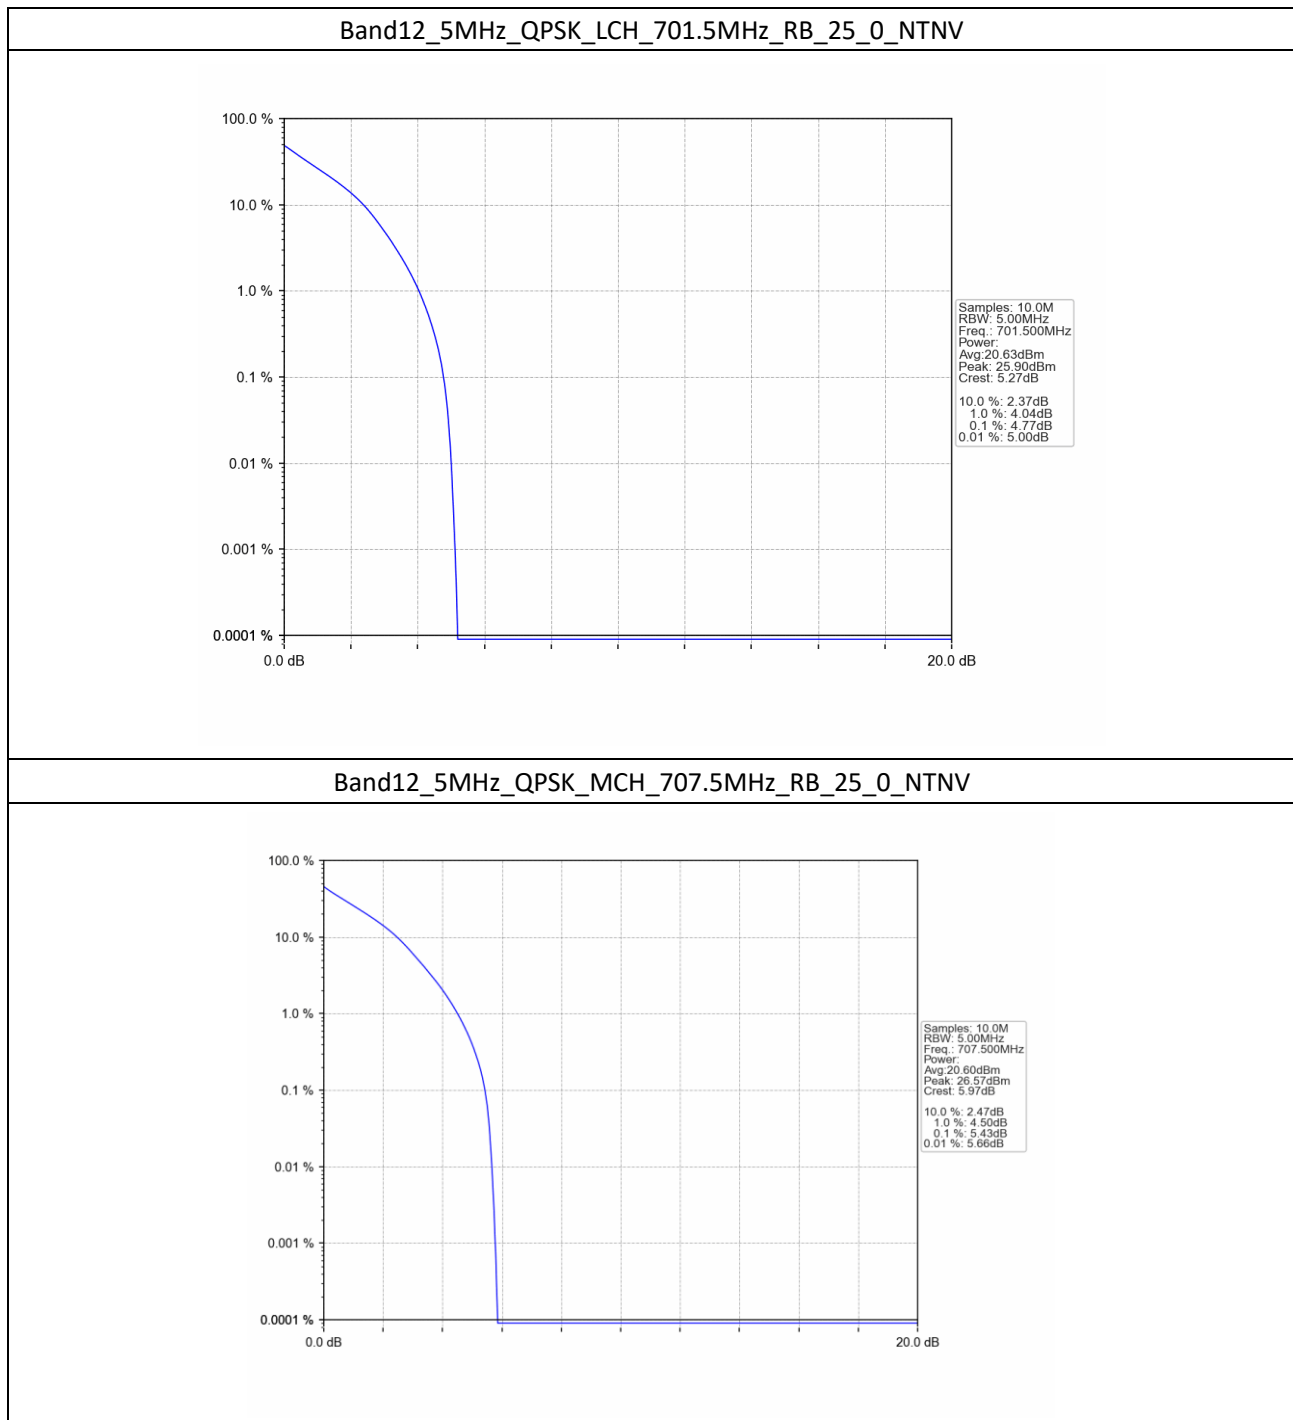 Band12_5MHz_QPSK_LCH_701.5MHz_RB_25_0_NTNV
100.0 %
10.0 %
1.0 %
0.1 %
0.01 %
0.001 %
0.0001 %
0.0 dB
20.0 dB
Samples: 10.0M
RBW: 5.00MHz
Freq.: 701.500MHz
Power:
Avg:20.63dBm
Peak: 25.90dBm
Crest: 5.27dB
10.0 %: 2.37dB
1.0 %: 4.04dB
0.1 %: 4.77dB
0.01 %: 5.00dB
Band12_5MHz_QPSK_MCH_707.5MHz_RB_25_0_NTNV
100.0 %
10.0 %
1.0 %
0.1 %
0.01 %
0.001 %
0.0001 %
0.0 dB
20.0 dB
Samples: 10.0M
RBW: 5.00MHz
Freq.: 707.500MHz
Power:
Avg:20.60dBm
Peak: 26.57dBm
Crest: 5.97dB
10.0 %: 2.47dB
1.0 %: 4.50dB
0.1 %: 5.43dB
0.01 %: 5.66dB